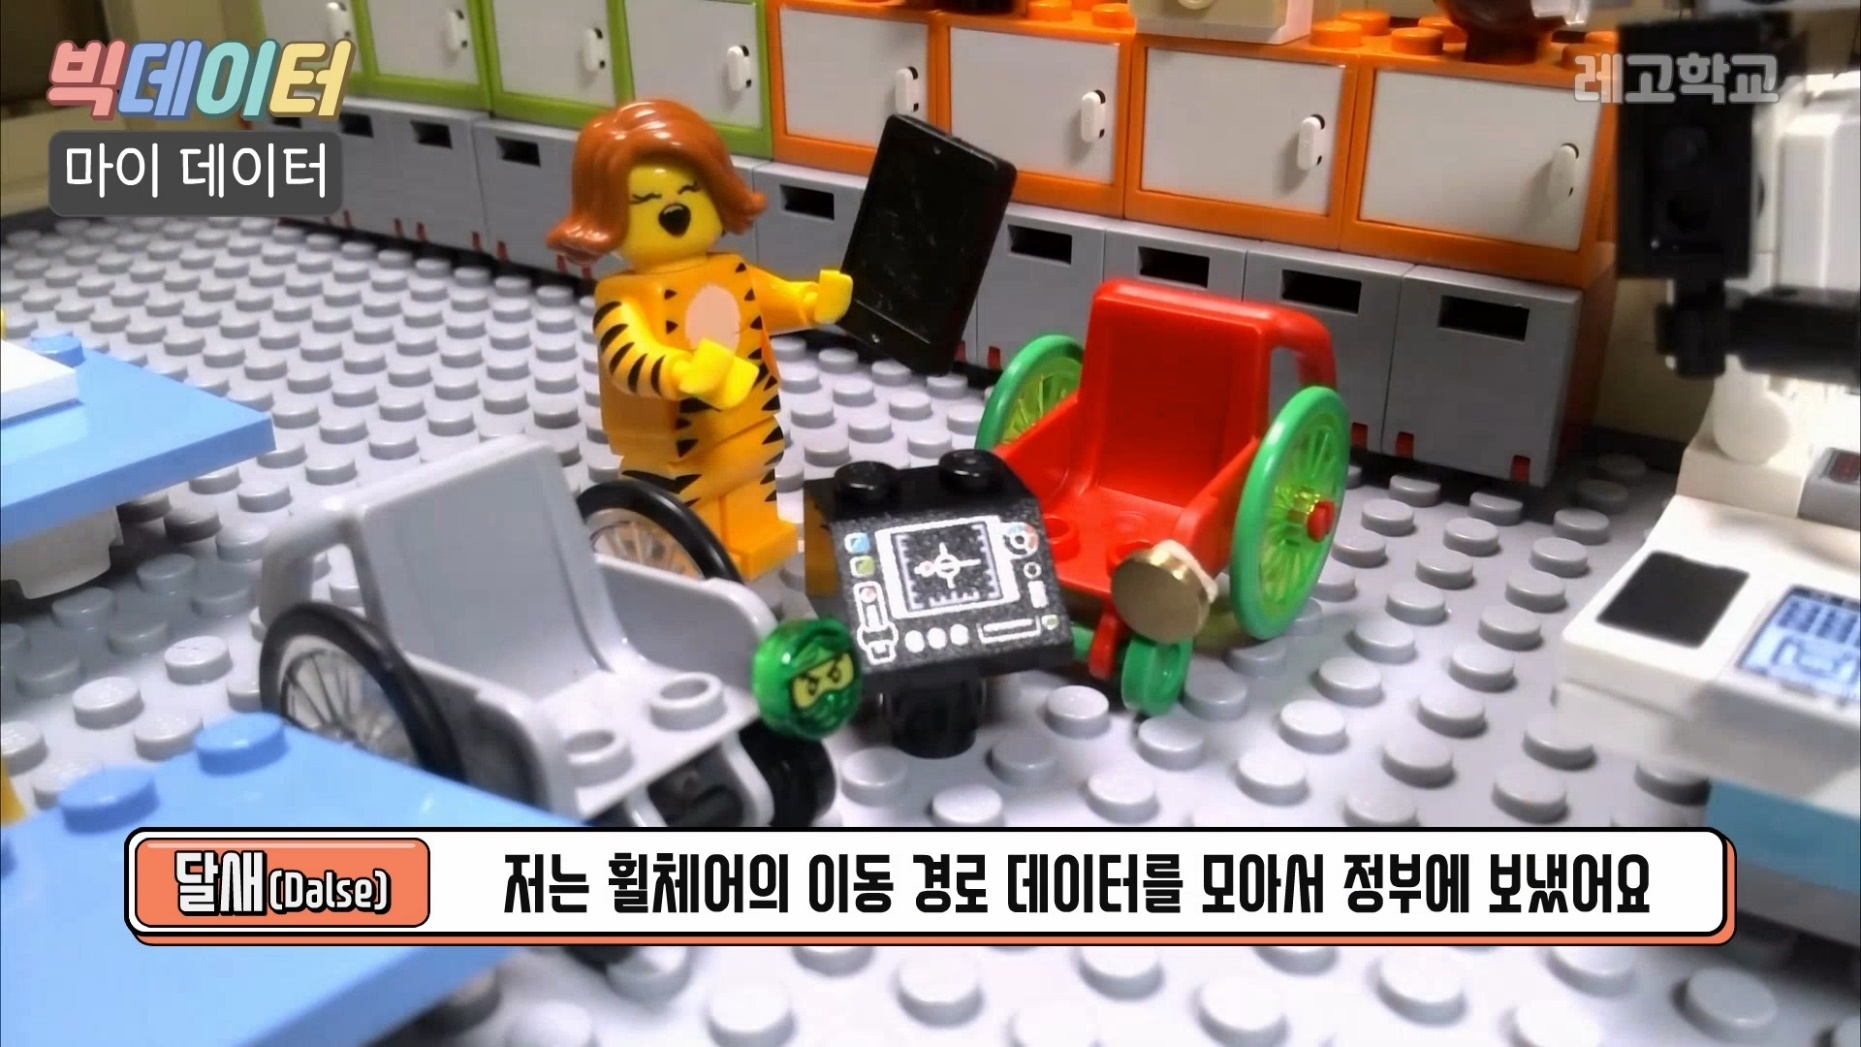 빅데이터
마이 데이터
레고학교
달새(Dalse)
저는 휠체어의 이동 경로 데이터를 모아서 정부에 보냈어요